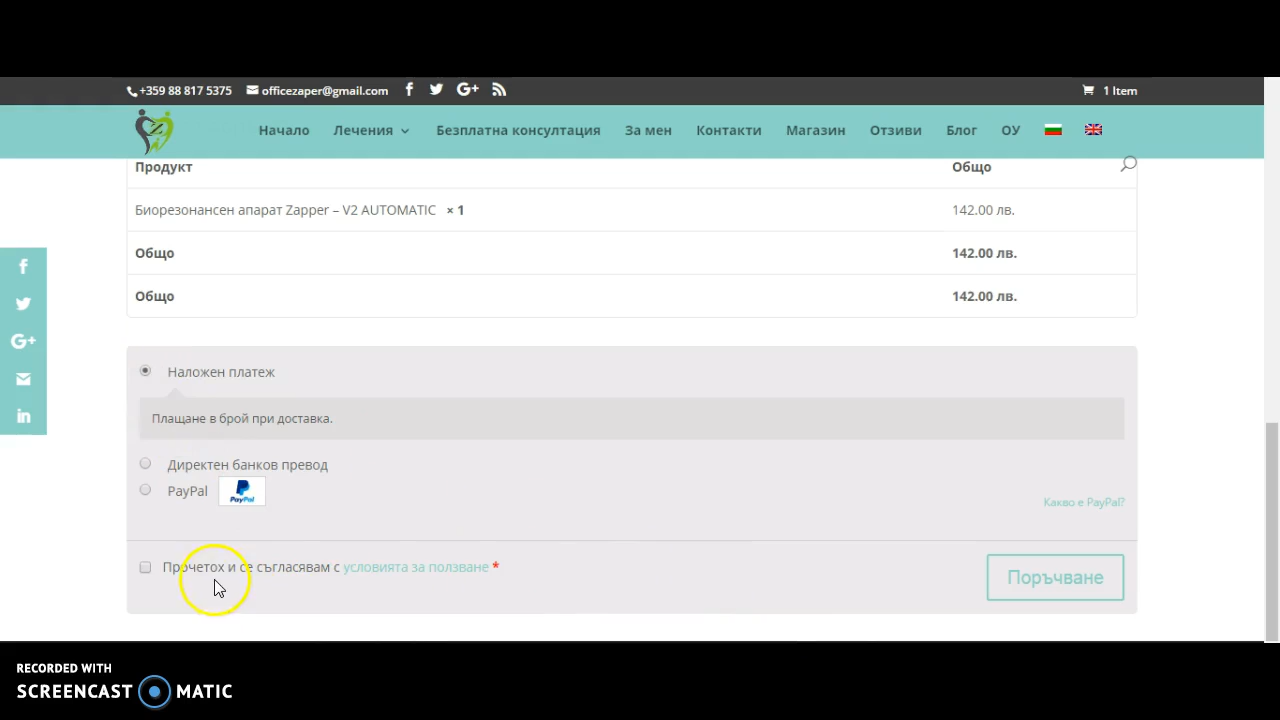 +359 88 817 5375 officezaper@gmail.com 1 Item
Начало Лечения Безплатна консултация За мен Контакти Магазин Отзиви Блог ОУ
Продукт Общо
Биорезонансен апарат Zapper – V2 AUTOMATIC × 1 142.00 лв.
Общо 142.00 лв.
Общо 142.00 лв.
Наложен платеж
Плащане в брой при доставка.
Директен банков превод
PayPal PayPal Какво е PayPal?
Прочетох и се съгласявам с условията за ползване *
Поръчване
RECORDED WITH
SCREENCAST MATIC